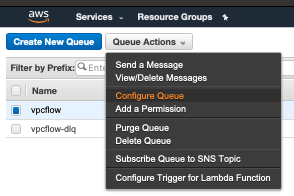 aws
Services
Resource Groups
Create New Queue
Queue Actions
Filter by Prefix:
Ente
Send a Message
View/Delete Messages
Configure Queue
Add a Permission
Purge Queue
Delete Queue
Subscribe Queue to SNS Topic
Configure Trigger for Lambda Function
Name
vpcflow
vpcflow-dlq